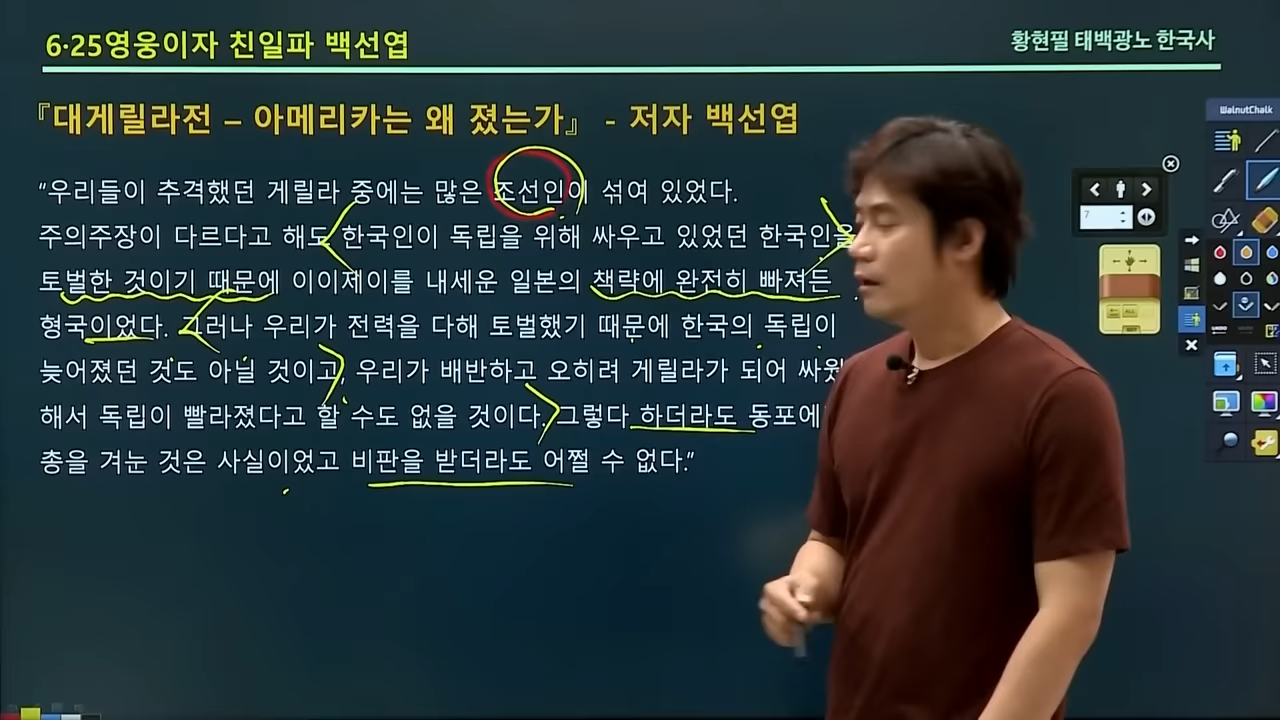 6·25영웅이자 친일파 백선엽
황현필 태백광노 한국사
『대게릴라전 – 아메리카는 왜 졌는가』 - 저자 백선엽
“우리들이 추격했던 게릴라 중에는 많은 조선인이 섞여 있었다.
주의주장이 다르다고 해도 한국인이 독립을 위해 싸우고 있었던 한국인을
토벌한 것이기 때문에 이이제이를 내세운 일본의 책략에 완전히 빠져든
형국이었다. 그러나 우리가 전력을 다해 토벌했기 때문에 한국의 독립이
늦어졌던 것도 아닐 것이고, 우리가 배반하고 오히려 게릴라가 되어 싸웠
해서 독립이 빨라졌다고 할 수도 없을 것이다. 그렇다 하더라도 동포에
총을 겨눈 것은 사실이었고 비판을 받더라도 어쩔 수 없다.”
WalnutChalk
7